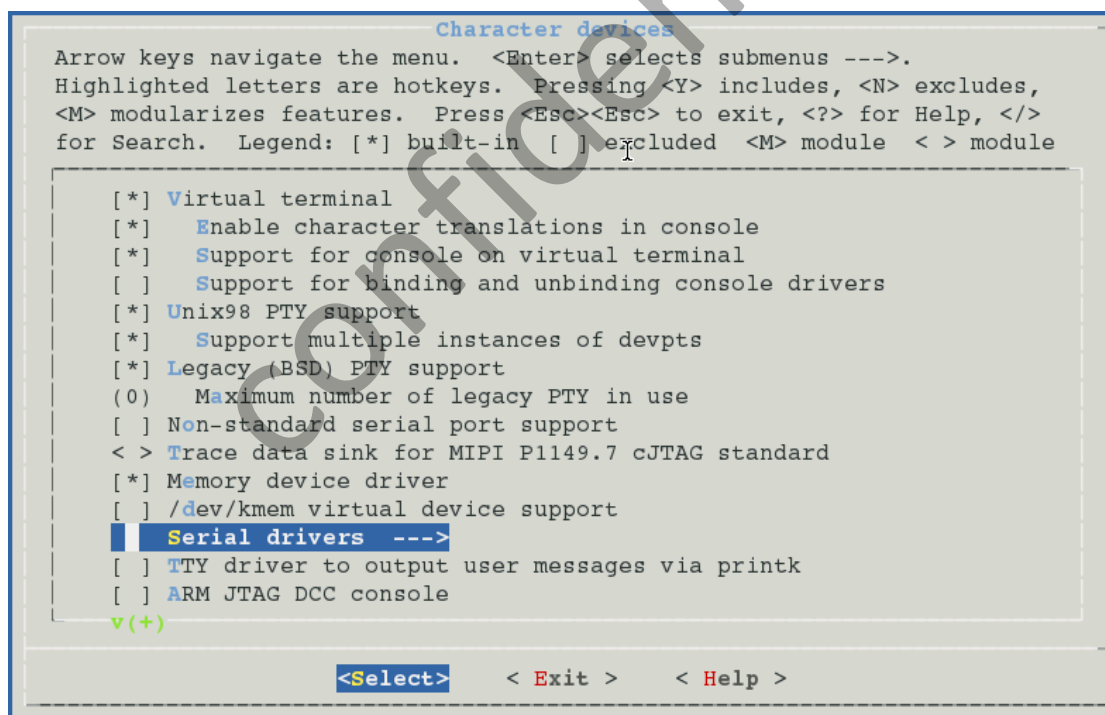 Character devices
Arrow keys navigate the menu.  <Enter> selects submenus --->.
Highlighted letters are hotkeys.  Pressing <Y> includes, <N> excludes,
<M> modularizes features.  Press <Esc><Esc> to exit, <?> for Help, </>
for Search.  Legend: [*] built-in  [ ] excluded  <M> module  < > module
[*] Virtual terminal
[*]   Enable character translations in console
[*]   Support for console on virtual terminal
[ ]   Support for binding and unbinding console drivers
[*] Unix98 PTY support
[*]   Support multiple instances of devpts
[*] Legacy (BSD) PTY support
(0)   Maximum number of legacy PTY in use
[ ] Non-standard serial port support
< > Trace data sink for MIPI P1149.7 cJTAG standard
[*] Memory device driver
[ ] /dev/kmem virtual device support
Serial drivers  --->
[ ] TTY driver to output user messages via printk
[ ] ARM JTAG DCC console
v(+)
<Select>    < Exit >    < Help >
confiden